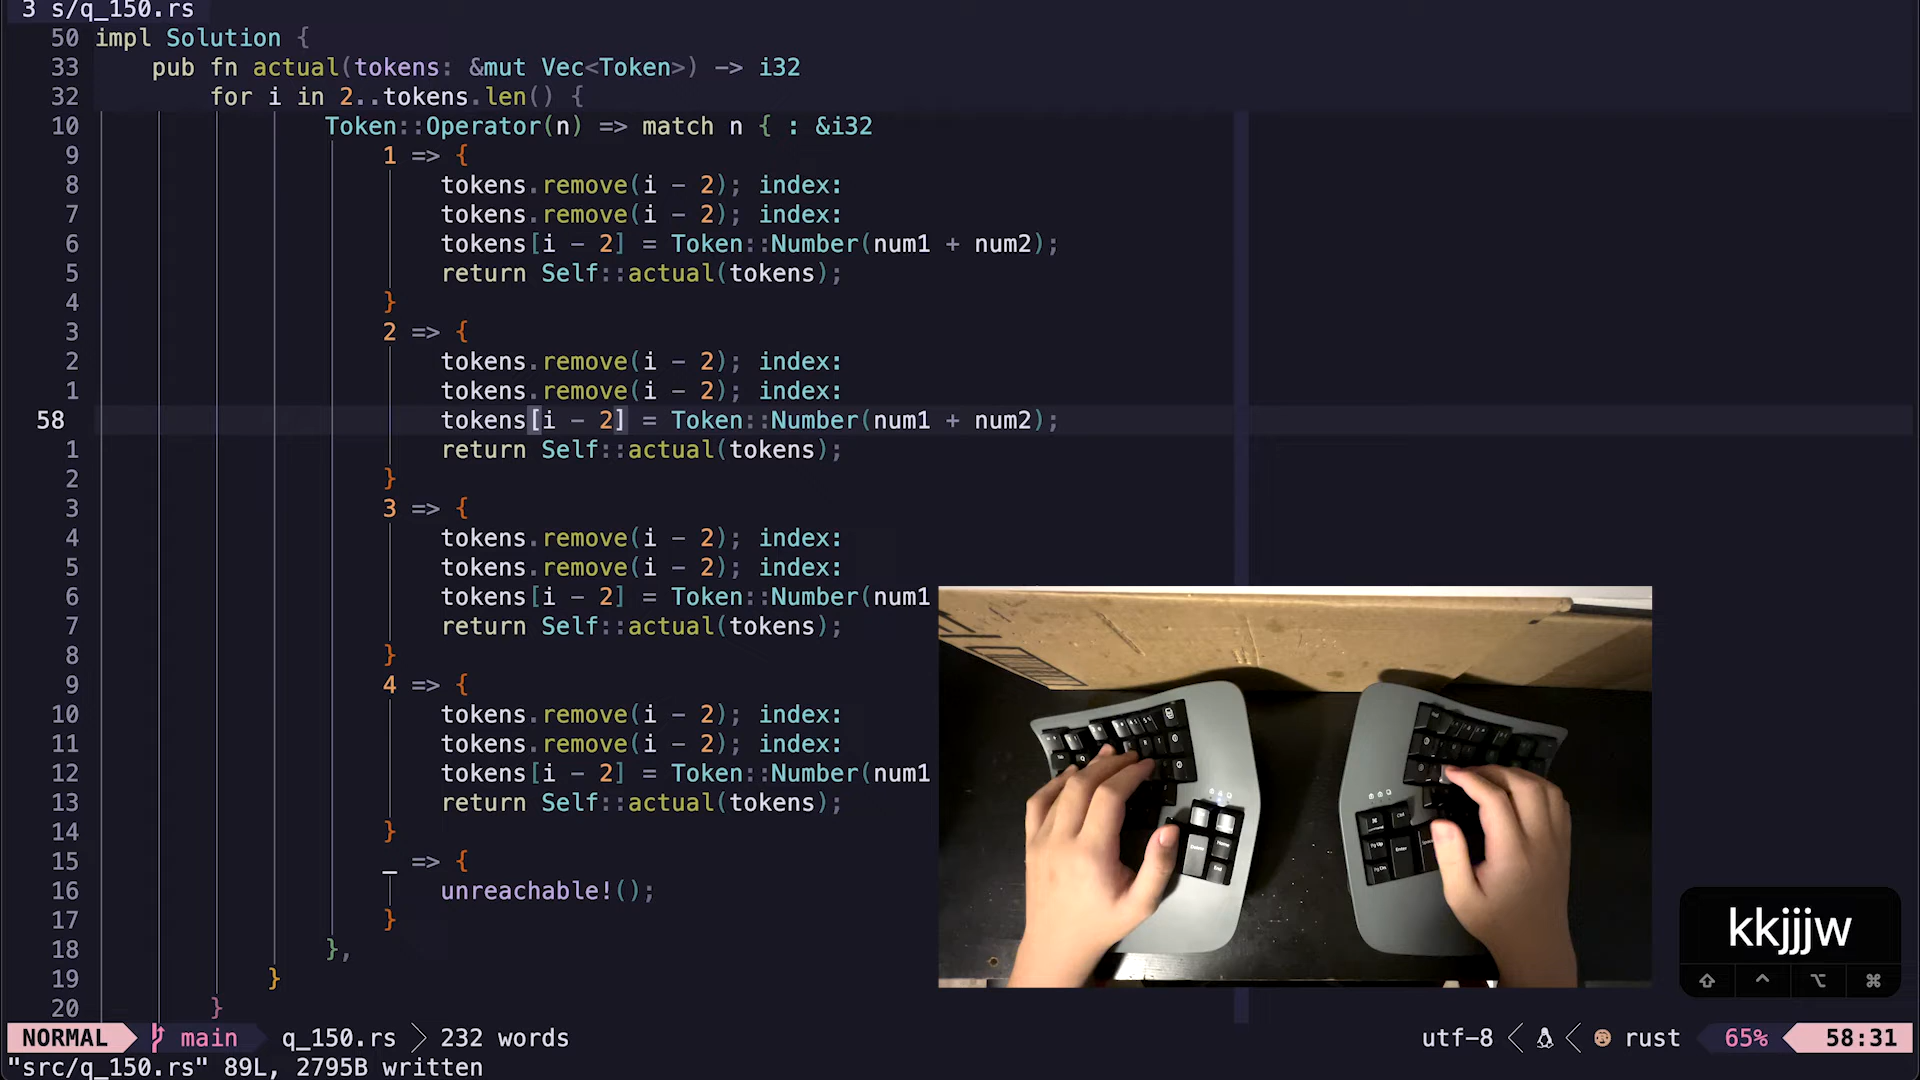 3 s/q_150.rs
50 impl Solution {
33 pub fn actual(tokens: &mut Vec<Token>) -> i32
32 for i in 2..tokens.len() {
10 Token::Operator(n) => match n { : &i32
9 1 => {
8 tokens.remove(i - 2); index:
7 tokens.remove(i - 2); index:
6 tokens[i - 2] = Token::Number(num1 + num2);
5 return Self::actual(tokens);
4 }
3 2 => {
2 tokens.remove(i - 2); index:
1 tokens.remove(i - 2); index:
58 tokens[i - 2] = Token::Number(num1 + num2);
1 return Self::actual(tokens);
2 }
3 3 => {
4 tokens.remove(i - 2); index:
5 tokens.remove(i - 2); index:
6 tokens[i - 2] = Token::Number(num1
7 return Self::actual(tokens);
8 }
9 4 => {
10 tokens.remove(i - 2); index:
11 tokens.remove(i - 2); index:
12 tokens[i - 2] = Token::Number(num1
13 return Self::actual(tokens);
14 }
15 _ => {
16 unreachable!();
17 }
18 },
19 }
20 }
kkjjjw
NORMAL main q_150.rs 232 words utf-8 rust 65% 58:31
"src/q_150.rs" 89L, 2795B written